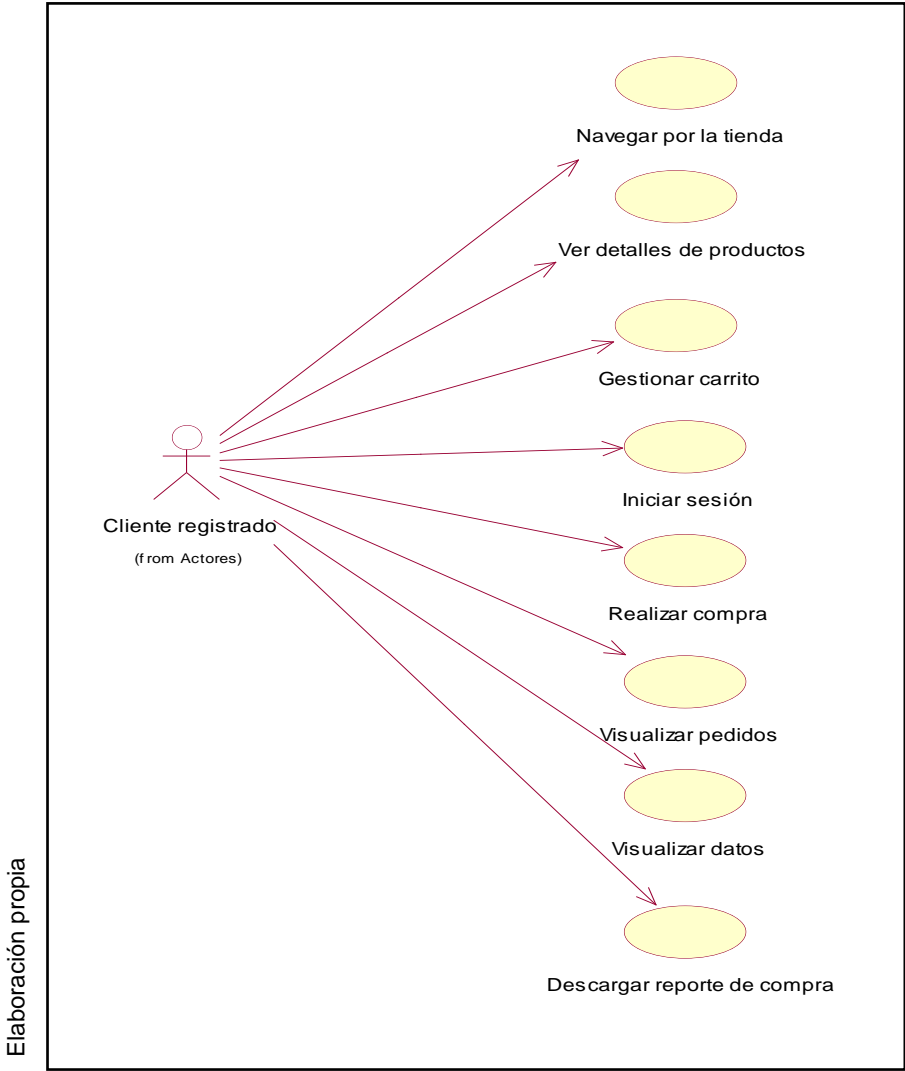 Navegar por la tienda
Ver detalles de productos
Gestionar carrito
Iniciar sesión
Cliente registrado
(from Actores)
Realizar compra
Visualizar pedidos
Visualizar datos
Descargar reporte de compra
Elaboración propia